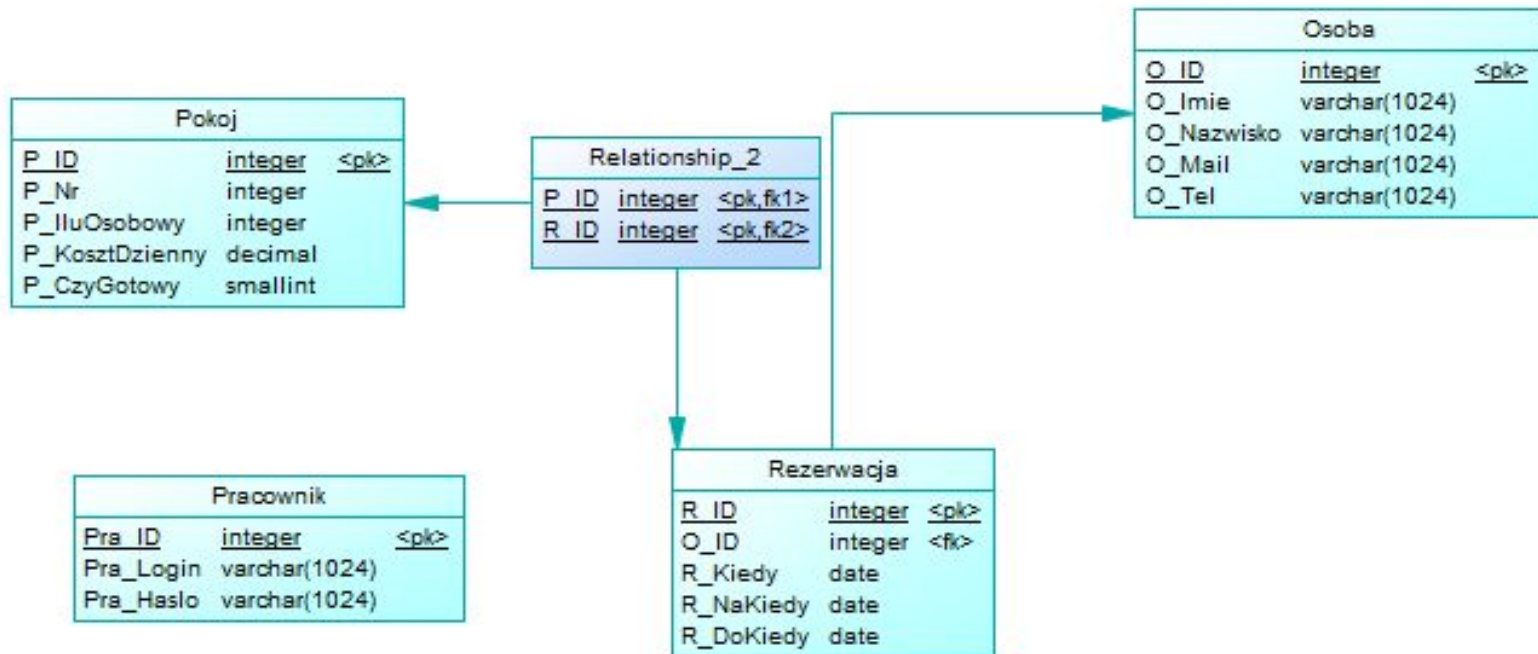 Pokoj
P_ID integer <pk>
P_Nr integer
P_IluOsobowy integer
P_KosztDzienny decimal
P_CzyGotowy smallint
Relationship_2
P_ID integer <pk,fk1>
R_ID integer <pk,fk2>
Osoba
O_ID integer <pk>
O_Imie varchar(1024)
O_Nazwisko varchar(1024)
O_Mail varchar(1024)
O_Tel varchar(1024)
Pracownik
Pra_ID integer <pk>
Pra_Login varchar(1024)
Pra_Haslo varchar(1024)
Rezerwacja
R_ID integer <pk>
O_ID integer <fk>
R_Kiedy date
R_NaKiedy date
R_DoKiedy date